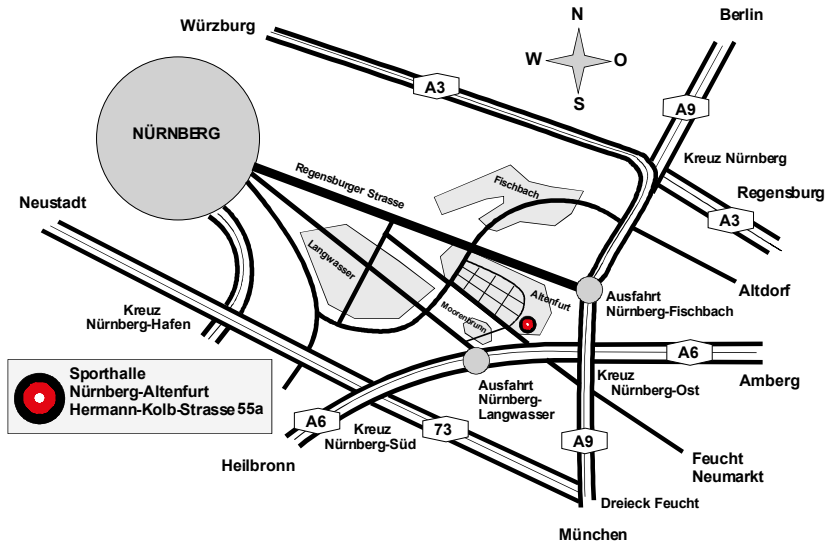 N
Berlin
Würzburg
W
O
S
A3
A9
NÜRNBERG
Kreuz Nürnberg
Regensburger Strasse
Fischbach
Regensburg
Neustadt
A3
Langwasser
Altdorf
Altenfurt
Ausfahrt
Nürnberg-Fischbach
Moorenbrunn
Kreuz
Nürnberg-Hafen
A6
Amberg
Sporthalle
Nürnberg-Altenfurt
Hermann-Kolb-Strasse 55a
Ausfahrt
Nürnberg-
Langwasser
Kreuz
Nürnberg-Ost
A6
Kreuz
Nürnberg-Süd
73
A9
Heilbronn
Feucht
Neumarkt
Dreieck Feucht
München